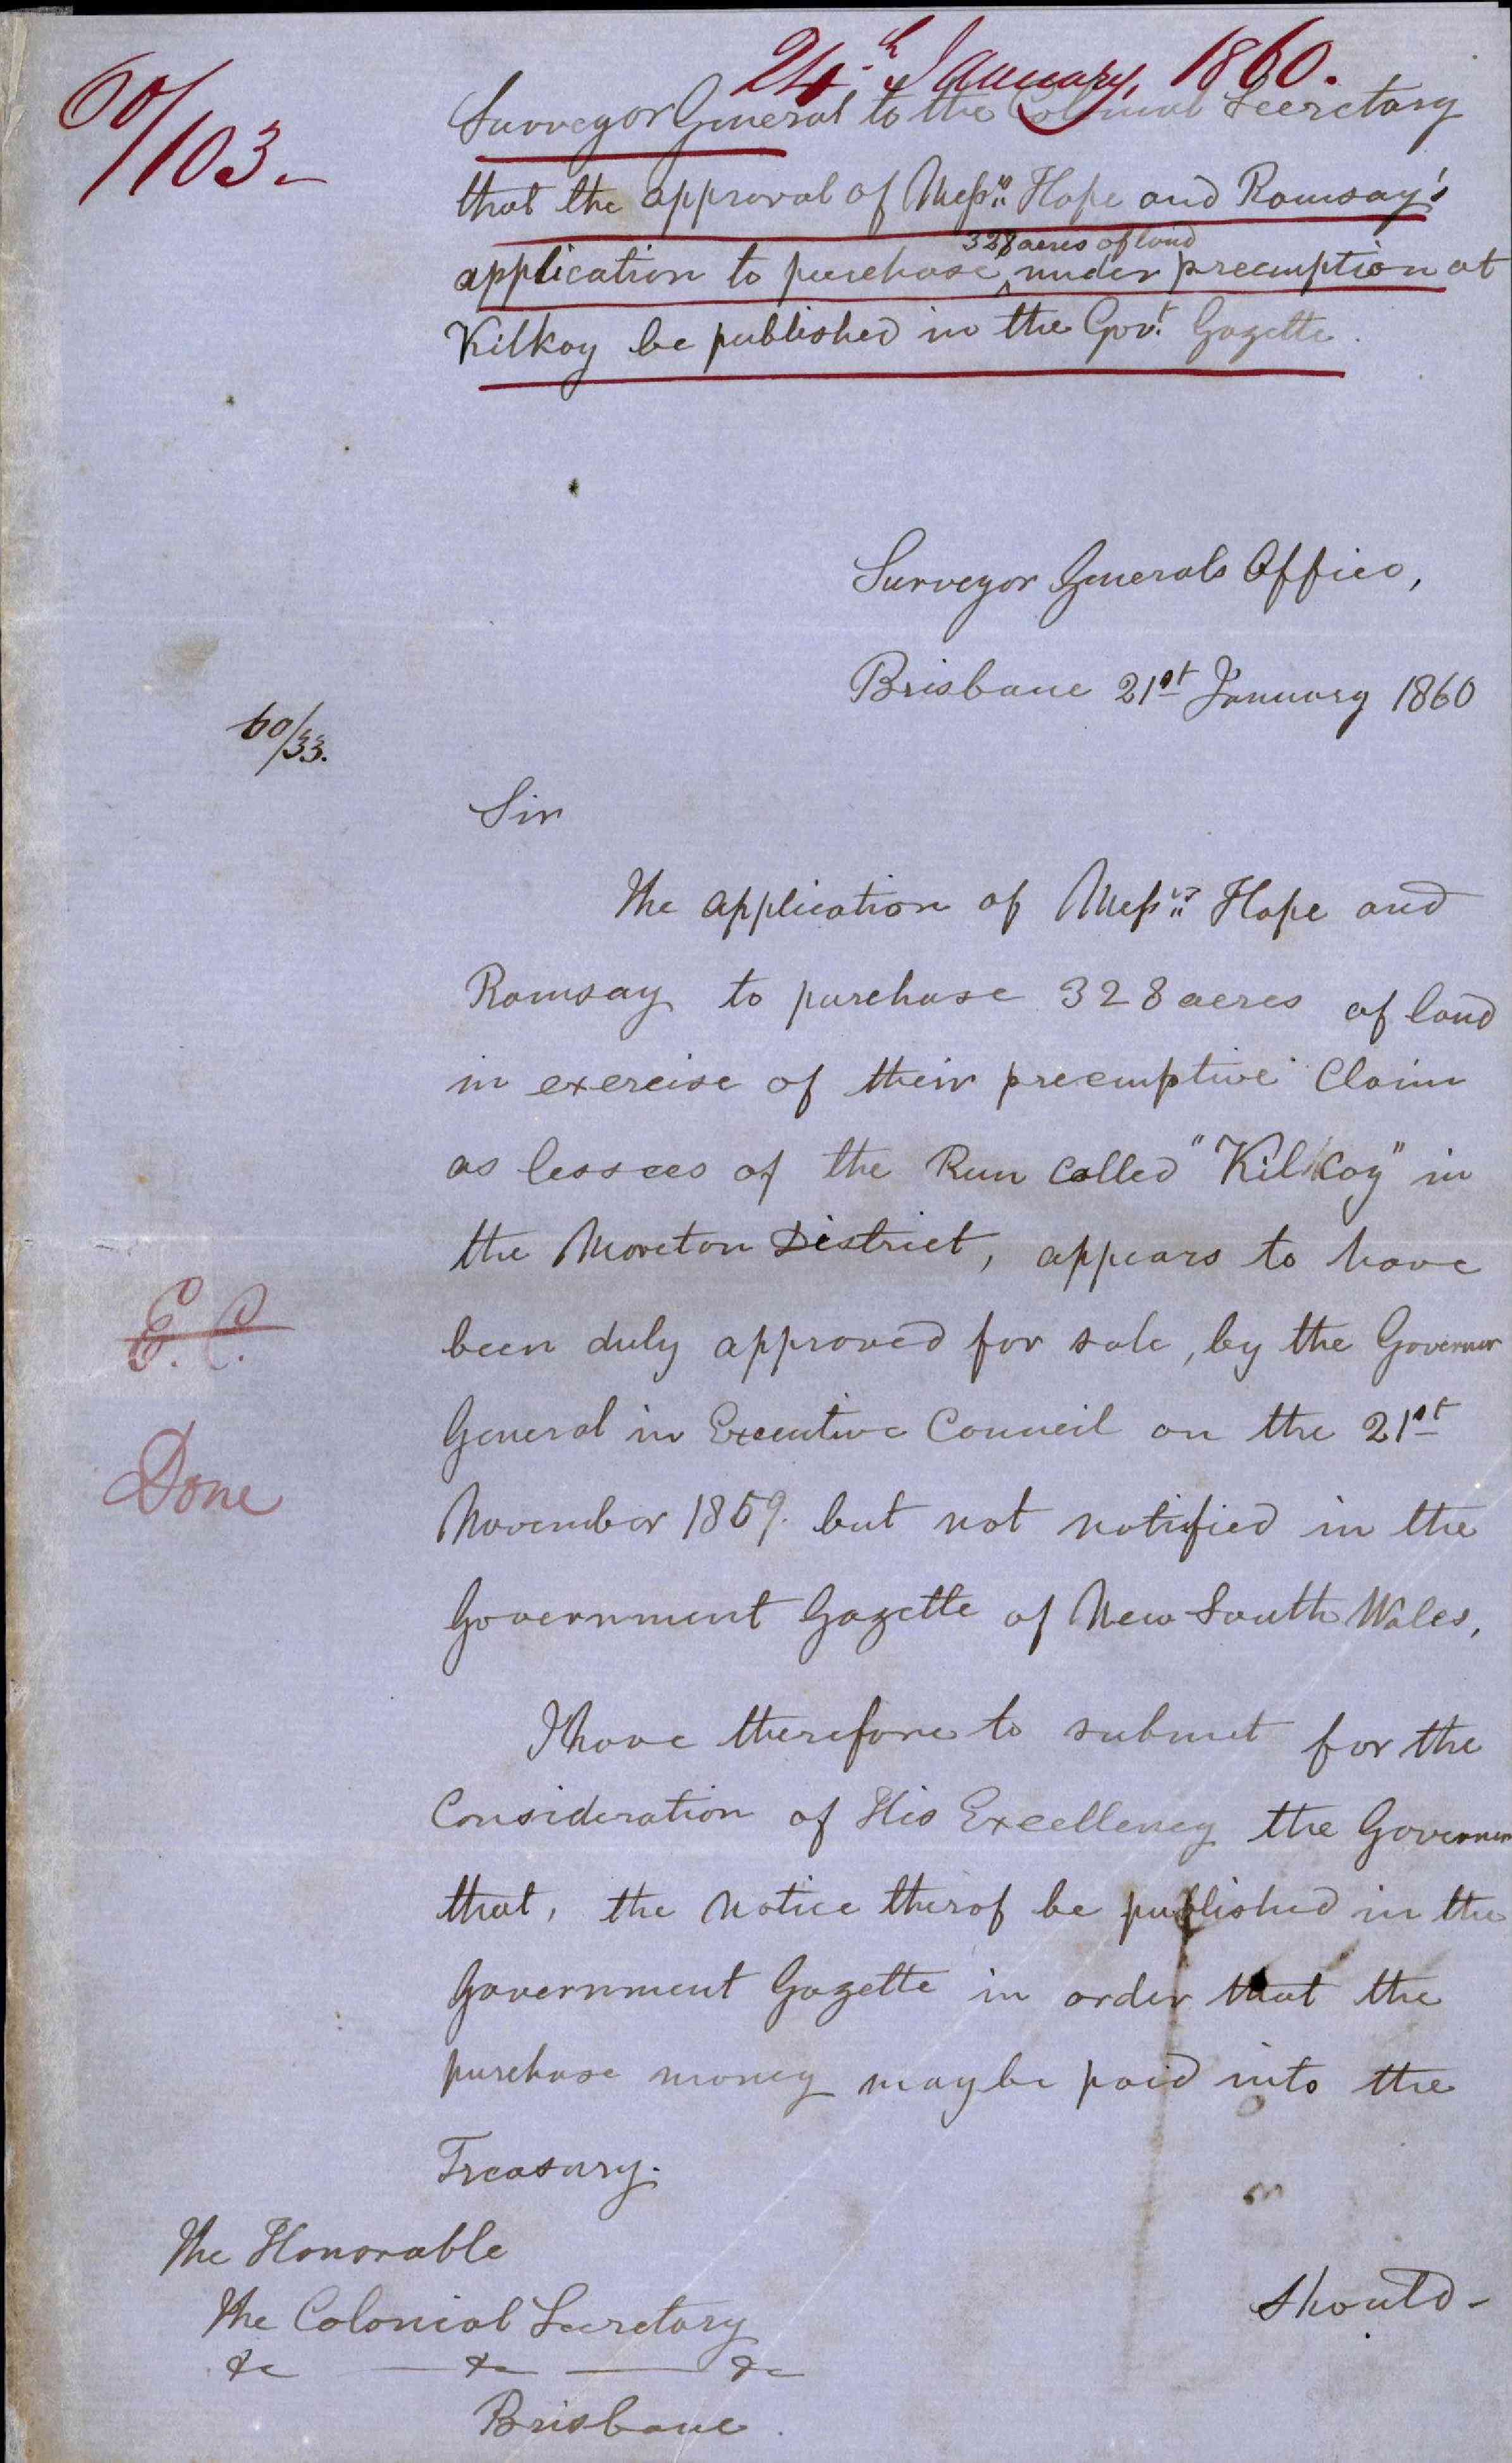 24th January, 1860.
60/103-
Surveyor General to the Colonial Secretary
that the approval of Messrs Hope and Ramsay's
328 acres of land
application to purchase ^ under preemption at
Kilkoy be published in the Govt Gazette.
Surveyor Generals Office,
Brisbane 21st January 1860
60/33.
Sir
The application of Messrs Hope and
Ramsay to purchase 328 acres of land
in exercise of their preemptive Claim
as lessees of the Run called "Kilkoy" in
the Moreton District, appears to have
been duly approved for sale, by the Governor
General in Executive Council on the 21st
November 1859. but not notified in the
Government Gazette of New South Wales,
I have therefore to submit for the
Consideration of His Excellency the Governor
that, the notice therof be published in the
Government Gazette in order that the
purchase money may be paid into the
Treasury.
E.C.
Done
The Honorable
The Colonial Secretary
&c &c &c
Brisbane.
Should-